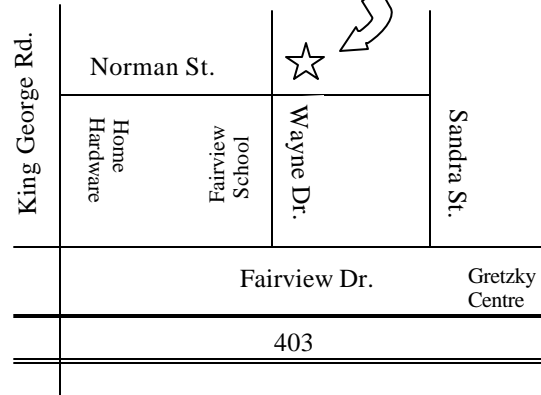 King George Rd.
Norman St.
Home
Hardware
Fairview
School
Wayne Dr.
Sandra St.
Fairview Dr.
Gretzky
Centre
403